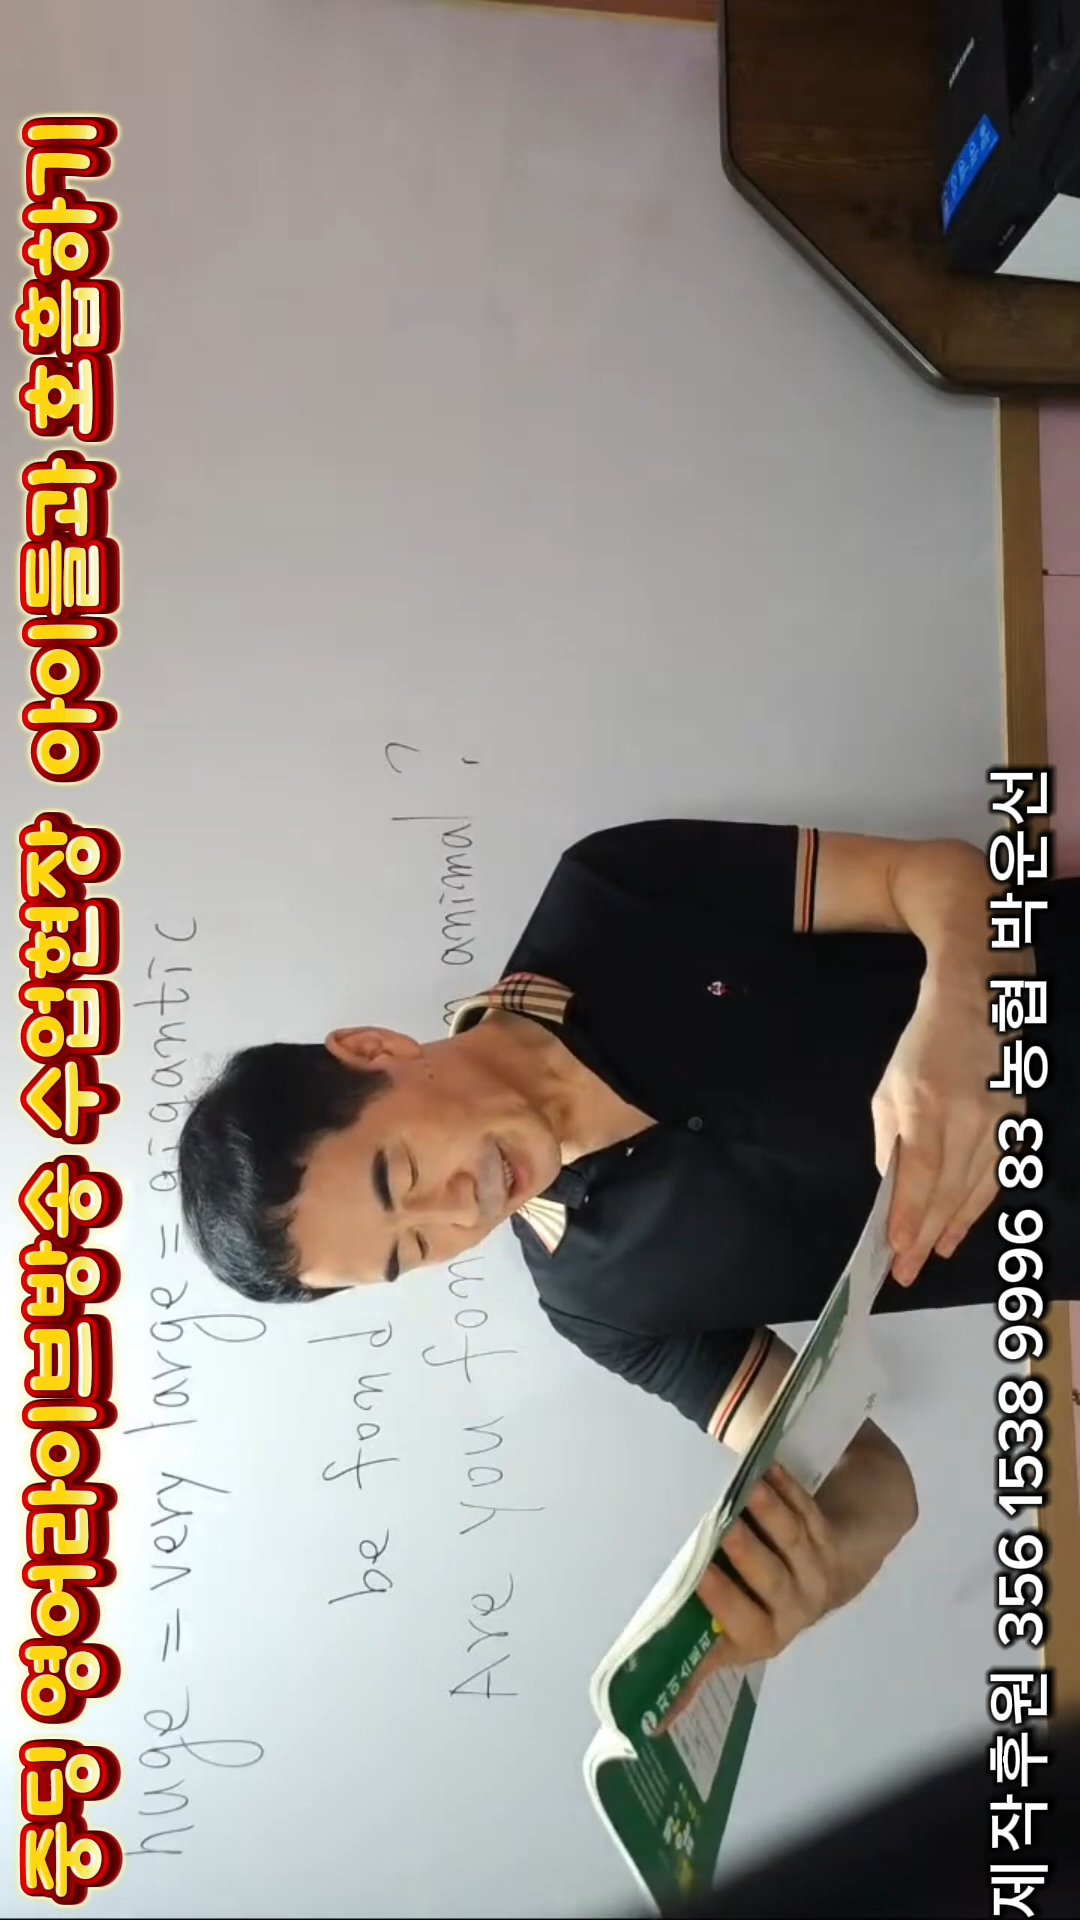 중딩 영어라이브방송 수업현장 아이들과 호흡하기
huge = very large = gigantic
be fond
Are you fon animal ?
제작후원 356 1538 9996 83 농협 박운선